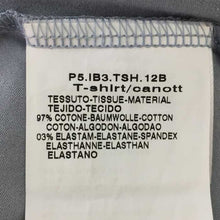 P5.IB3.TSH.12B
T-shirt/canott
TESSUTO-TISSUE-MATERIAL
TEJIDO-TECIDO
97% COTONE-BAUMWOLLE-COTTON
COTON-ALGODON-ALGODAO
03% ELASTAN-ELASTANE-SPANDEX
ELASTHANNE-ELASTHAN
ELASTANO